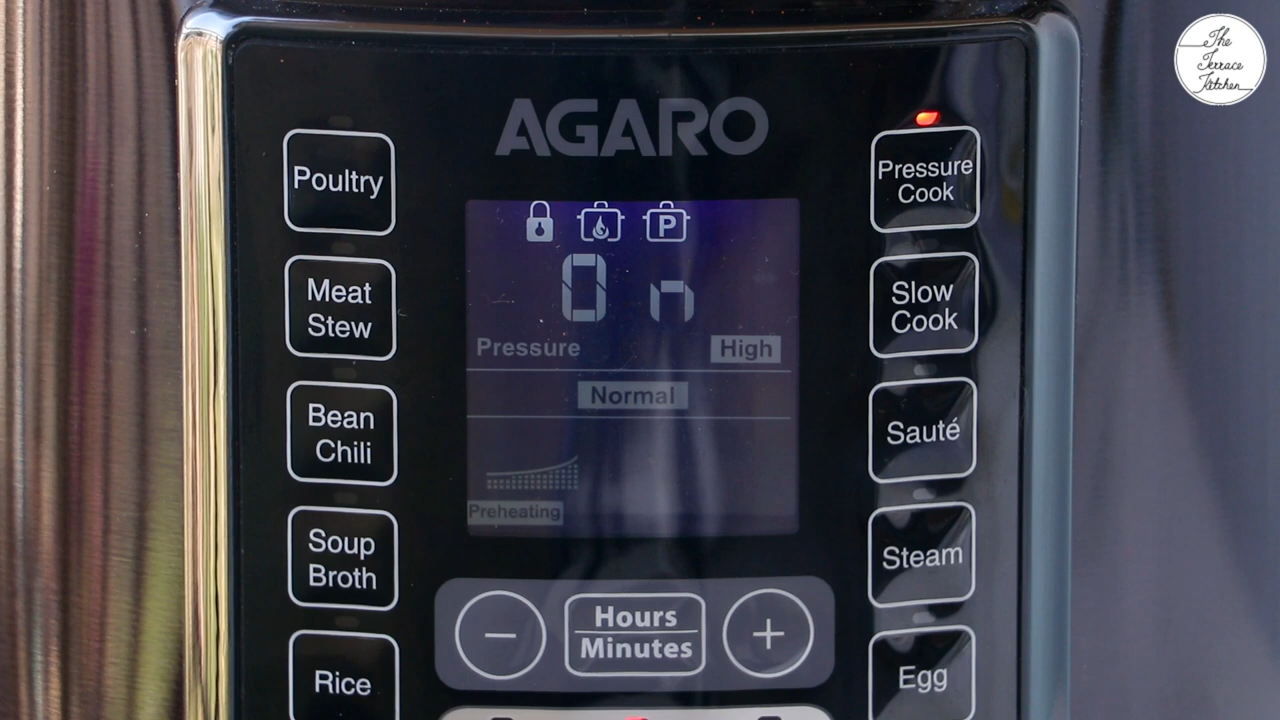 The
Terrace
Kitchen
AGARO
Poultry
Meat
Stew
Bean
Chili
Soup
Broth
Rice
P
0n
Pressure High
Normal
Preheating
− Hours +
Minutes
Pressure
Cook
Slow
Cook
Sauté
Steam
Egg